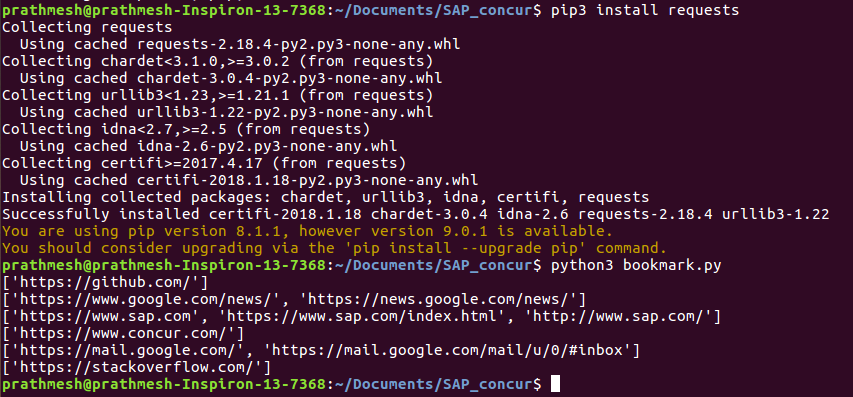 prathmesh@prathmesh-Inspiron-13-7368:~/Documents/SAP_concur$ pip3 install requests
Collecting requests
  Using cached requests-2.18.4-py2.py3-none-any.whl
Collecting chardet<3.1.0,>=3.0.2 (from requests)
  Using cached chardet-3.0.4-py2.py3-none-any.whl
Collecting urllib3<1.23,>=1.21.1 (from requests)
  Using cached urllib3-1.22-py2.py3-none-any.whl
Collecting idna<2.7,>=2.5 (from requests)
  Using cached idna-2.6-py2.py3-none-any.whl
Collecting certifi>=2017.4.17 (from requests)
  Using cached certifi-2018.1.18-py2.py3-none-any.whl
Installing collected packages: chardet, urllib3, idna, certifi, requests
Successfully installed certifi-2018.1.18 chardet-3.0.4 idna-2.6 requests-2.18.4 urllib3-1.22
You are using pip version 8.1.1, however version 9.0.1 is available.
You should consider upgrading via the 'pip install --upgrade pip' command.
prathmesh@prathmesh-Inspiron-13-7368:~/Documents/SAP_concur$ python3 bookmark.py
['https://github.com/']
['https://www.google.com/news/', 'https://news.google.com/news/']
['https://www.sap.com', 'https://www.sap.com/index.html', 'http://www.sap.com/']
['https://www.concur.com/']
['https://mail.google.com/', 'https://mail.google.com/mail/u/0/#inbox']
['https://stackoverflow.com/']
prathmesh@prathmesh-Inspiron-13-7368:~/Documents/SAP_concur$